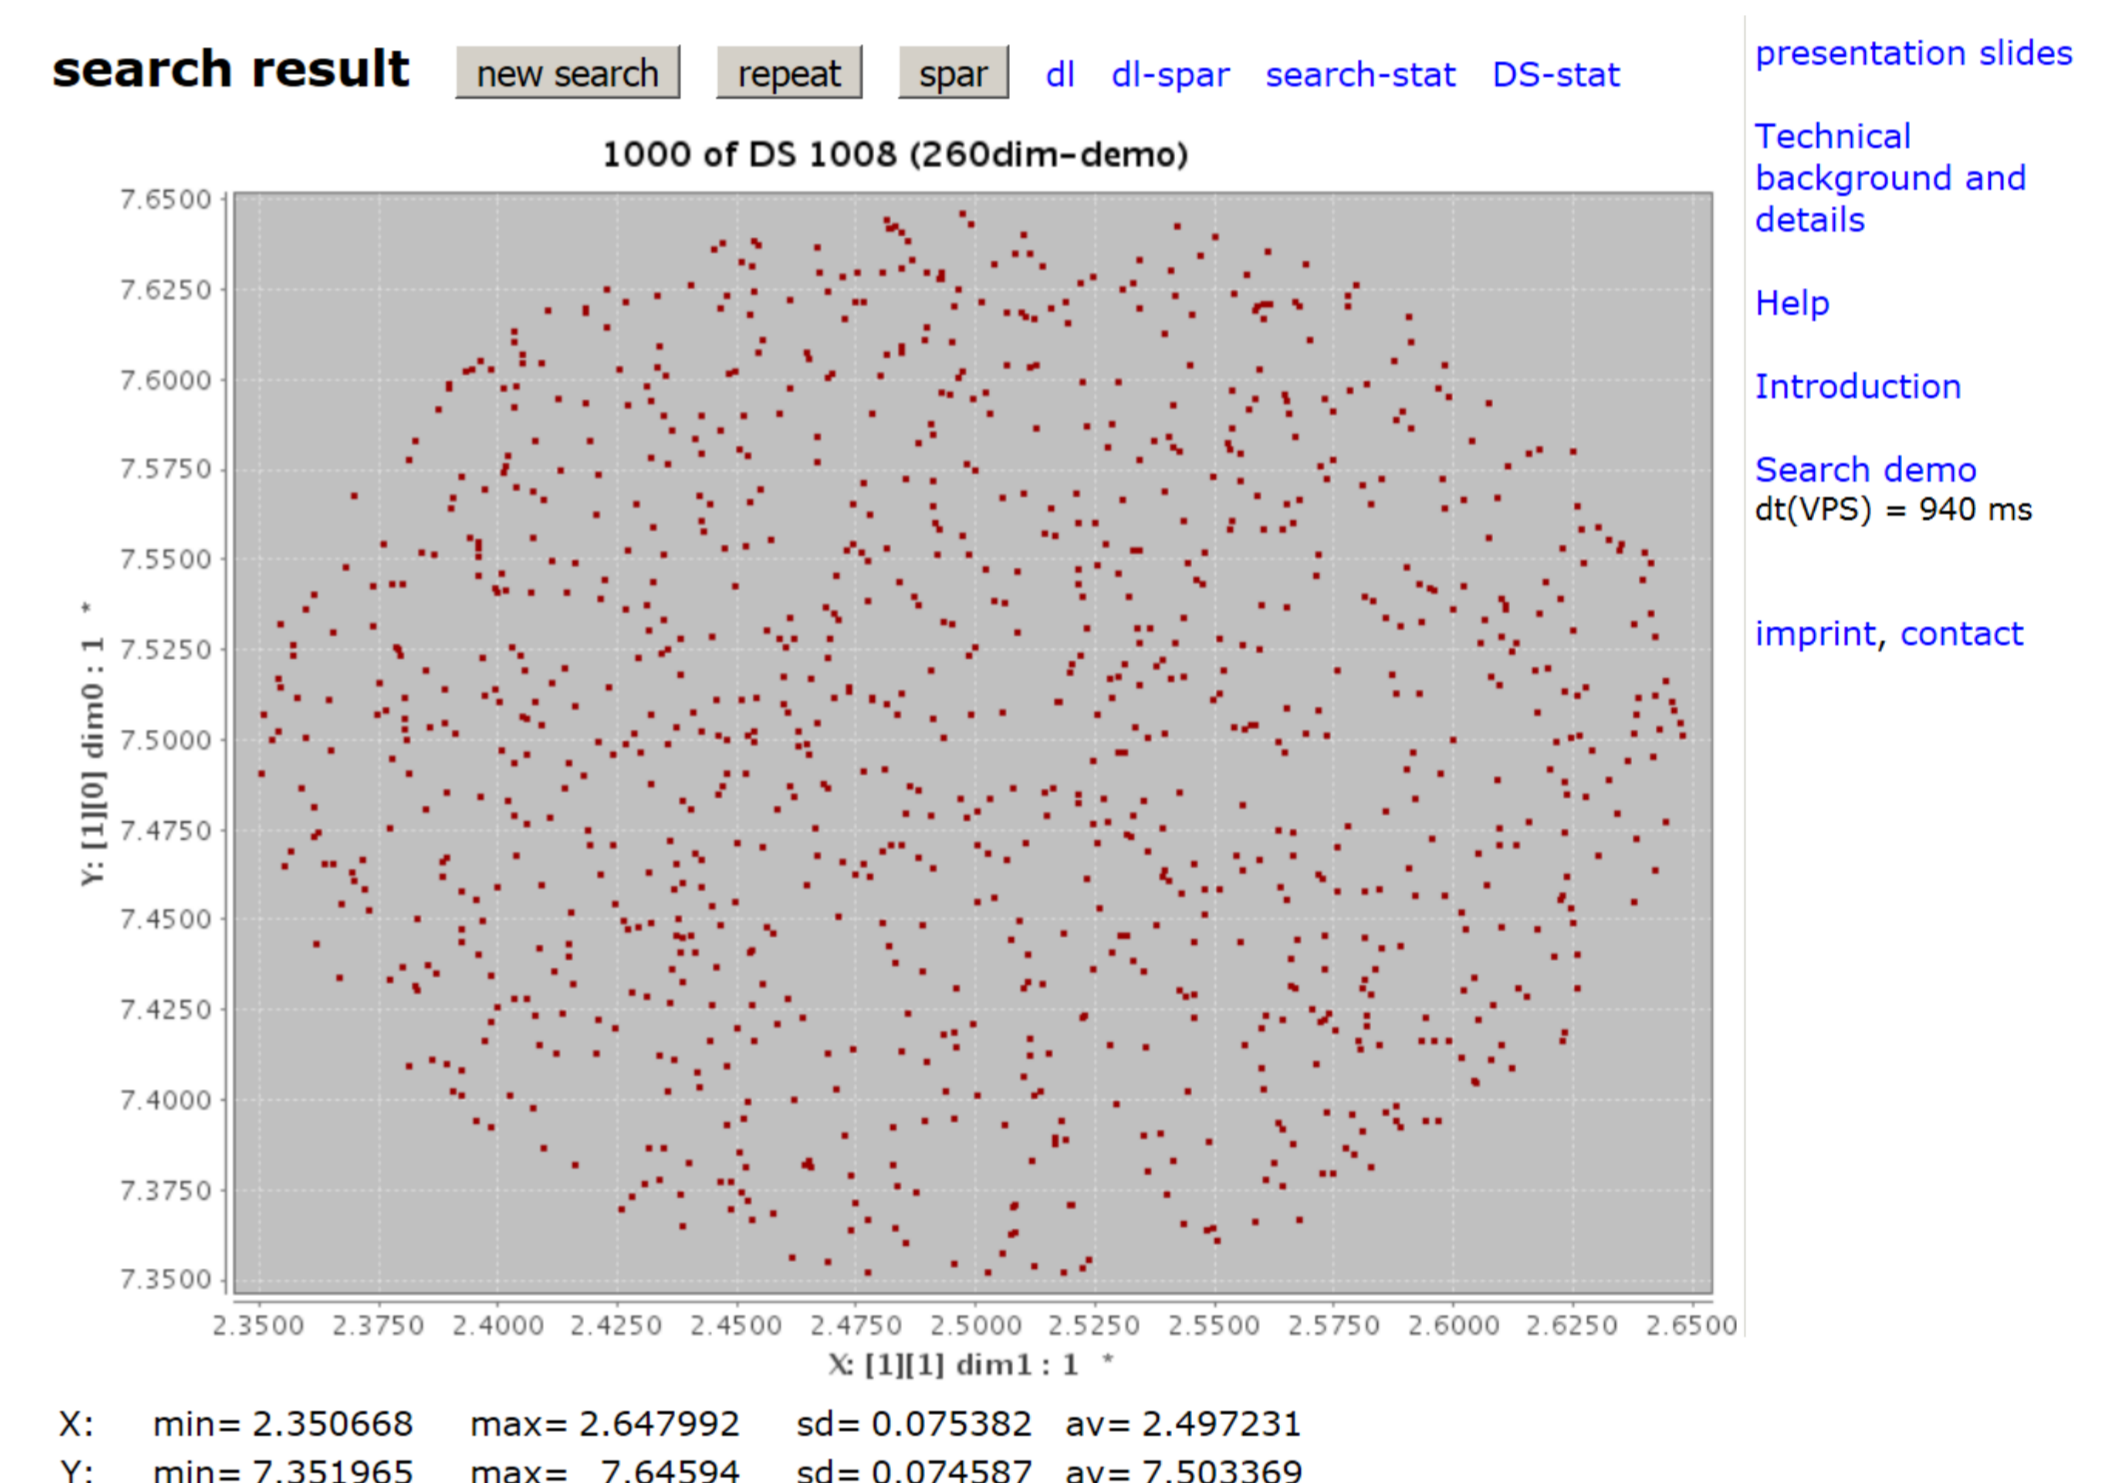 search result new search repeat spar dl dl-spar search-stat DS-stat
1000 of DS 1008 (260dim-demo)
7.6500
7.6250
7.6000
7.5750
7.5500
7.5250
7.5000
7.4750
7.4500
7.4250
7.4000
7.3750
7.3500
Y: [1][0] dim0 : 1 *
2.3500 2.3750 2.4000 2.4250 2.4500 2.4750 2.5000 2.5250 2.5500 2.5750 2.6000 2.6250 2.6500
X: [1][1] dim1 : 1 *
X: min= 2.350668 max= 2.647992 sd= 0.075382 av= 2.497231
Y: min= 7.351965 max= 7.64594 sd= 0.074587 av= 7.503369
presentation slides
Technical
background and
details
Help
Introduction
Search demo
dt(VPS) = 940 ms
imprint, contact